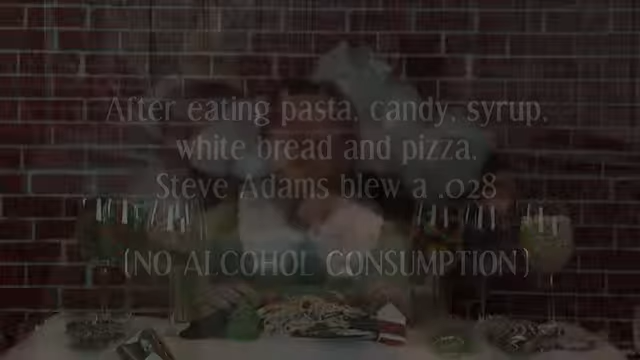 After eating pasta, candy, syrup,
white bread and pizza,
Steve Adams blew a .028
(NO ALCOHOL CONSUMPTION)